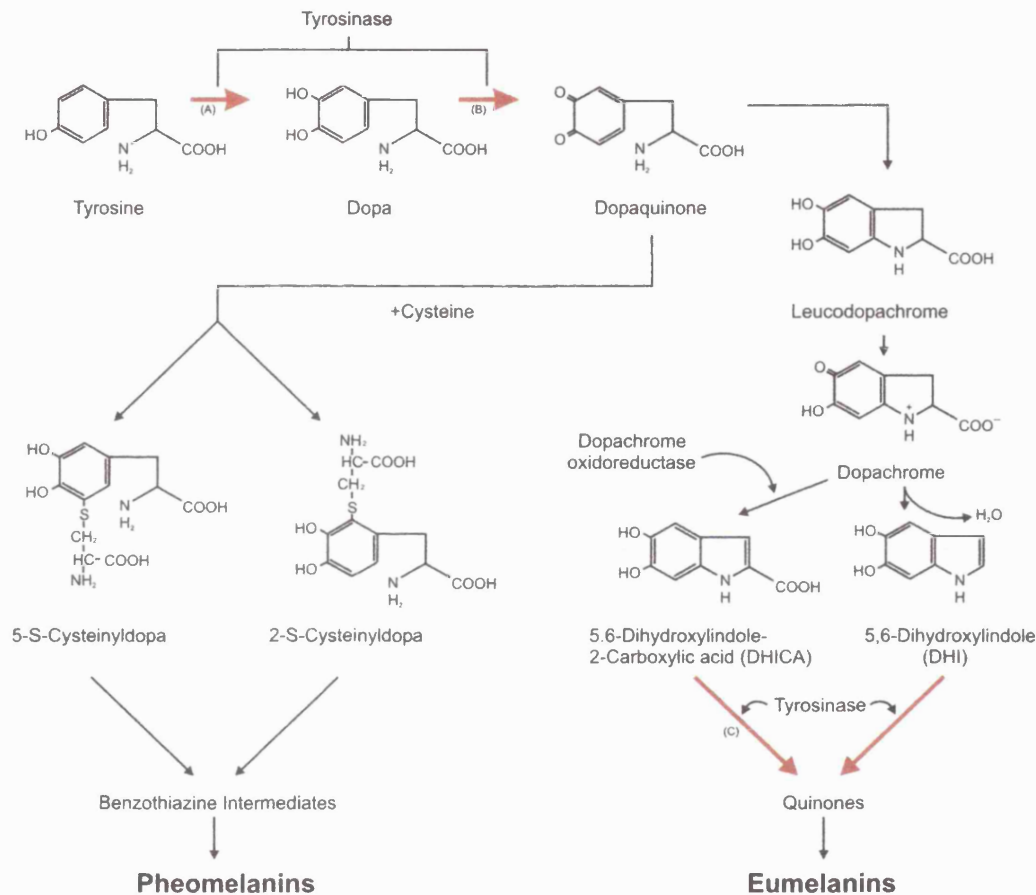 Tyrosinase
(A)
(B)
HO
N
H2
COOH
Tyrosine
HO
HO
N
H2
COOH
Dopa
O
O
N
H2
COOH
Dopaquinone
HO
HO
N
H
COOH
Leucodopachrome
+Cysteine
O
HO
N
+
H
COO−
Dopachrome
Dopachrome
oxidoreductase
H2O
HO
HO
S
CH2
HC-COOH
NH2
N
H2
COOH
5-S-Cysteinyldopa
NH2
HC-COOH
CH2
S
HO
HO
N
H2
COOH
2-S-Cysteinyldopa
HO
HO
N
H
COOH
5.6-Dihydroxylindole-
2-Carboxylic acid (DHICA)
HO
HO
N
H
5,6-Dihydroxylindole
(DHI)
Tyrosinase
(C)
Benzothiazine Intermediates
Quinones
Pheomelanins
Eumelanins